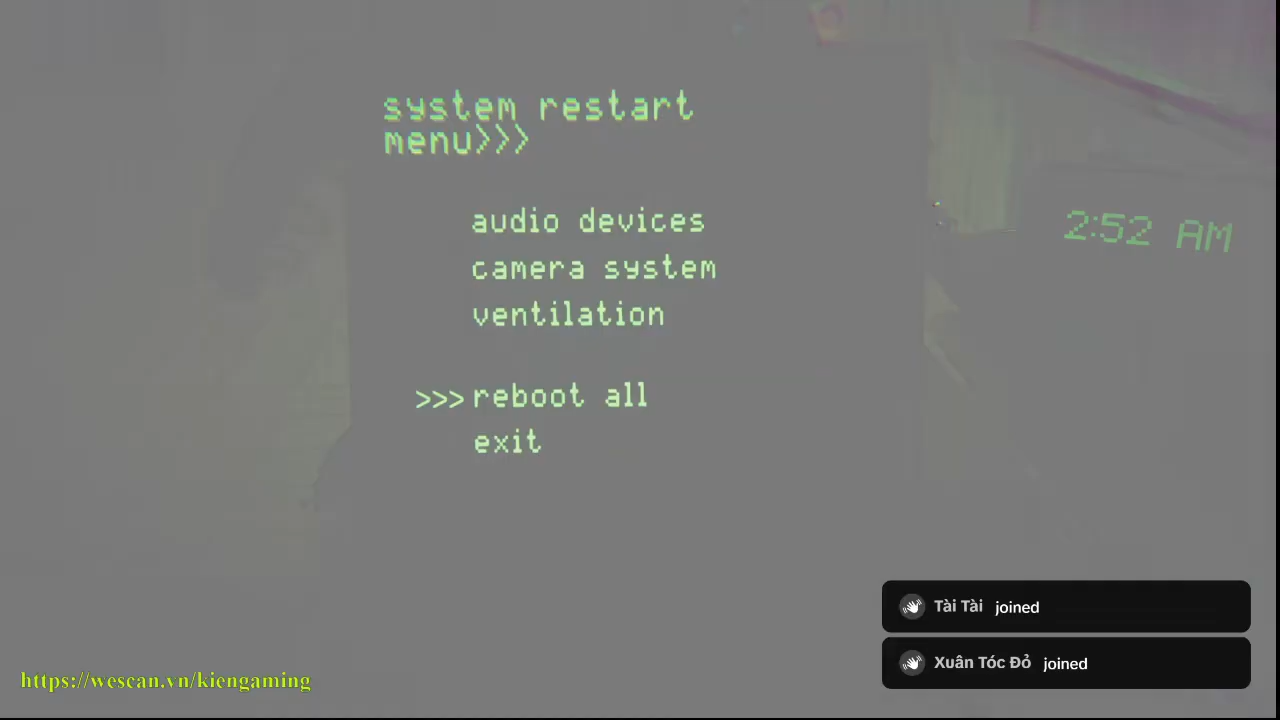 system restart
menu>>>
audio devices
camera system
ventilation
>>>reboot all
exit
2:52 AM
Tài Tài joined
Xuân Tóc Đỏ joined
https://wescan.vn/kiengaming